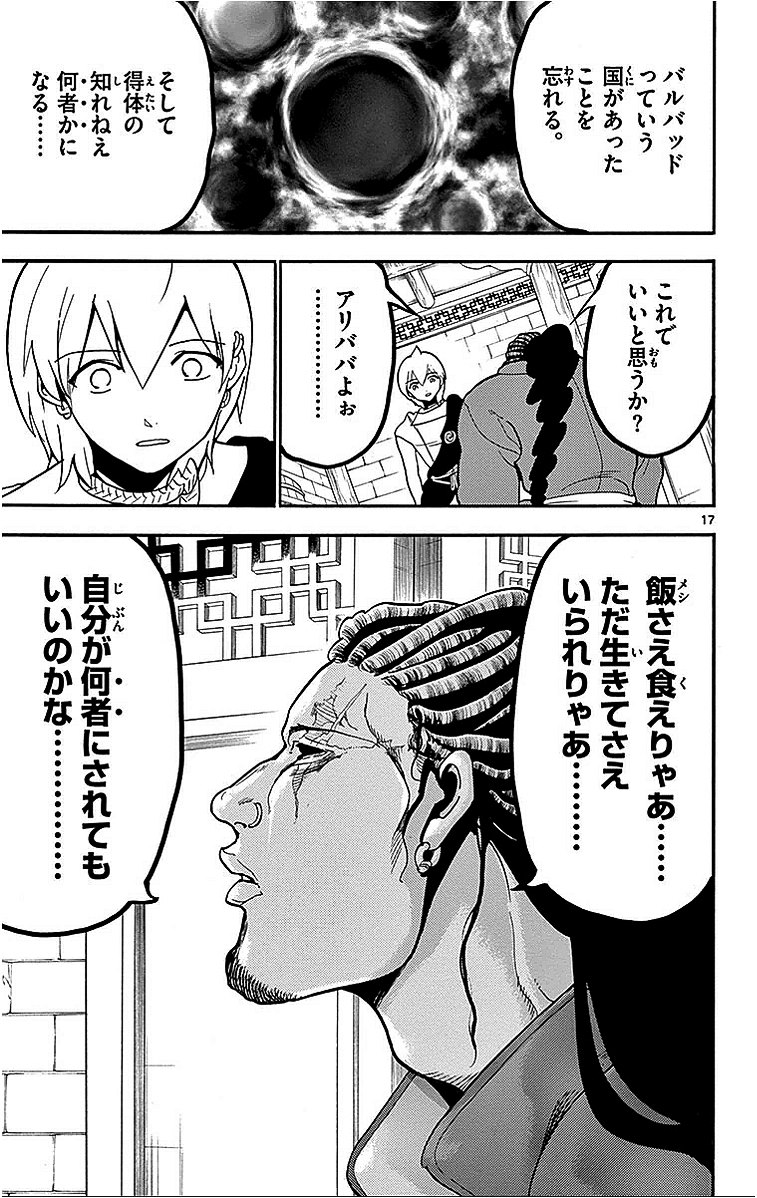 バルバッド
っていう
国があった
ことを
忘れる。
そして
得体の
知れねえ
何者かに
なる……
これで
いいと思うか?
アリババよぉ
…………
17
飯さえ食えりゃあ……
ただ生きてさえ
いられりゃあ…………
自分が何者にされても
いいのかな…………